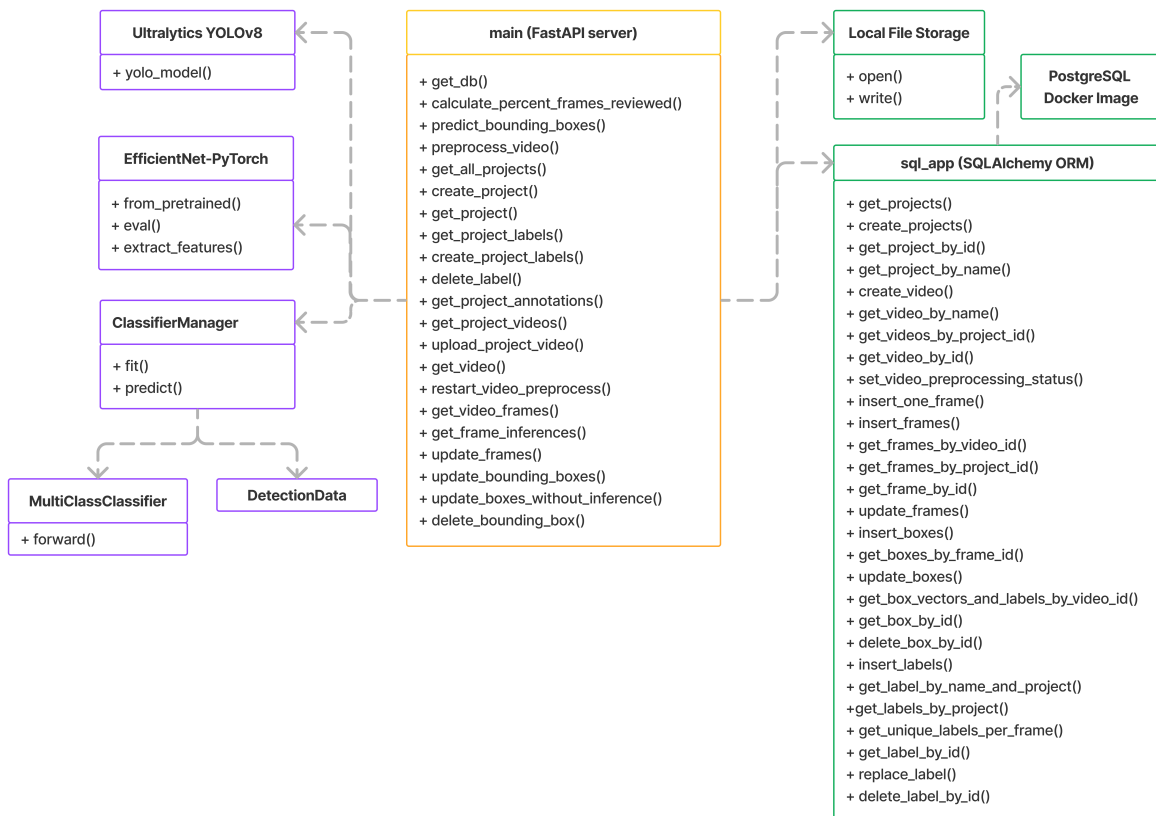 Ultralytics YOLOv8
+ yolo_model()
EfficientNet-PyTorch
+ from_pretrained()
+ eval()
+ extract_features()
ClassifierManager
+ fit()
+ predict()
MultiClassClassifier
+ forward()
DetectionData
main (FastAPI server)
+ get_db()
+ calculate_percent_frames_reviewed()
+ predict_bounding_boxes()
+ preprocess_video()
+ get_all_projects()
+ create_project()
+ get_project()
+ get_project_labels()
+ create_project_labels()
+ delete_label()
+ get_project_annotations()
+ get_project_videos()
+ upload_project_video()
+ get_video()
+ restart_video_preprocess()
+ get_video_frames()
+ get_frame_inferences()
+ update_frames()
+ update_bounding_boxes()
+ update_boxes_without_inference()
+ delete_bounding_box()
Local File Storage
+ open()
+ write()
PostgreSQL
Docker Image
sql_app (SQLAlchemy ORM)
+ get_projects()
+ create_projects()
+ get_project_by_id()
+ get_project_by_name()
+ create_video()
+ get_video_by_name()
+ get_videos_by_project_id()
+ get_video_by_id()
+ set_video_preprocessing_status()
+ insert_one_frame()
+ insert_frames()
+ get_frames_by_video_id()
+ get_frames_by_project_id()
+ get_frame_by_id()
+ update_frames()
+ insert_boxes()
+ get_boxes_by_frame_id()
+ update_boxes()
+ get_box_vectors_and_labels_by_video_id()
+ get_box_by_id()
+ delete_box_by_id()
+ insert_labels()
+ get_label_by_name_and_project()
+get_labels_by_project()
+ get_unique_labels_per_frame()
+ get_label_by_id()
+ replace_label()
+ delete_label_by_id()